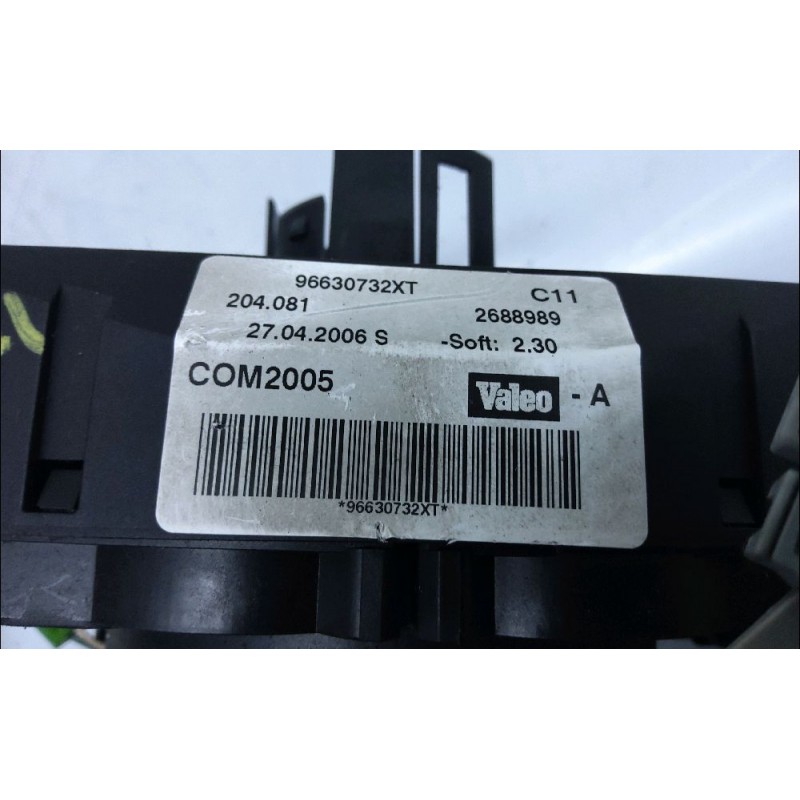 96630732XT C11
204.081 2688989
27.04.2006 S -Soft: 2.30
COM2005 Valeo - A
*96630732XT*